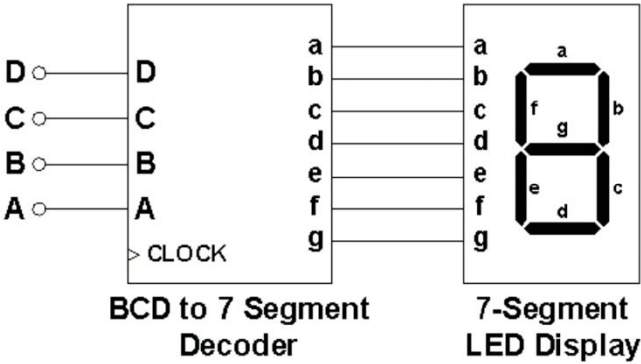 D D a a a
b b f b
C C c c g
B B d d
e e e c
A A f f d
> CLOCK g g
BCD to 7 Segment 7-Segment
Decoder LED Display